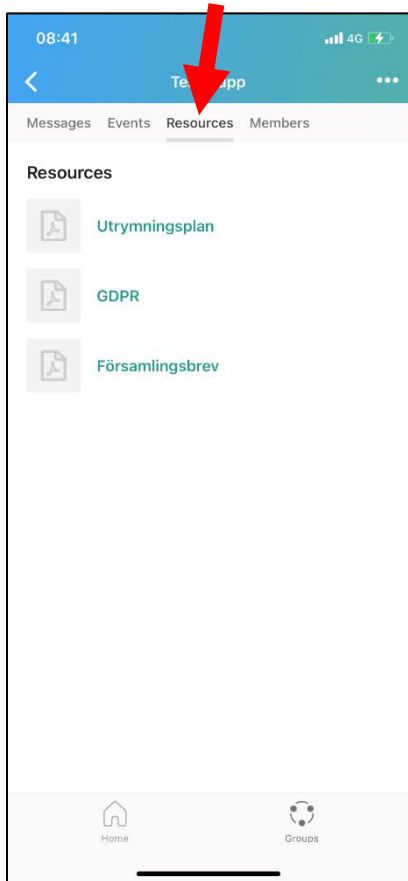 08:41
4G
Messages Events Resources Members
Resources
Utrymningsplan
GDPR
Församlingsbrev
Home
Groups